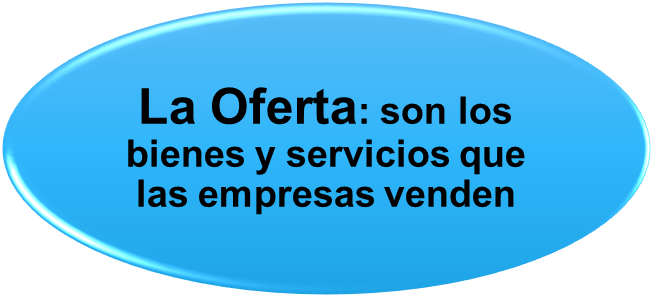 La Oferta: son los
bienes y servicios que
las empresas venden